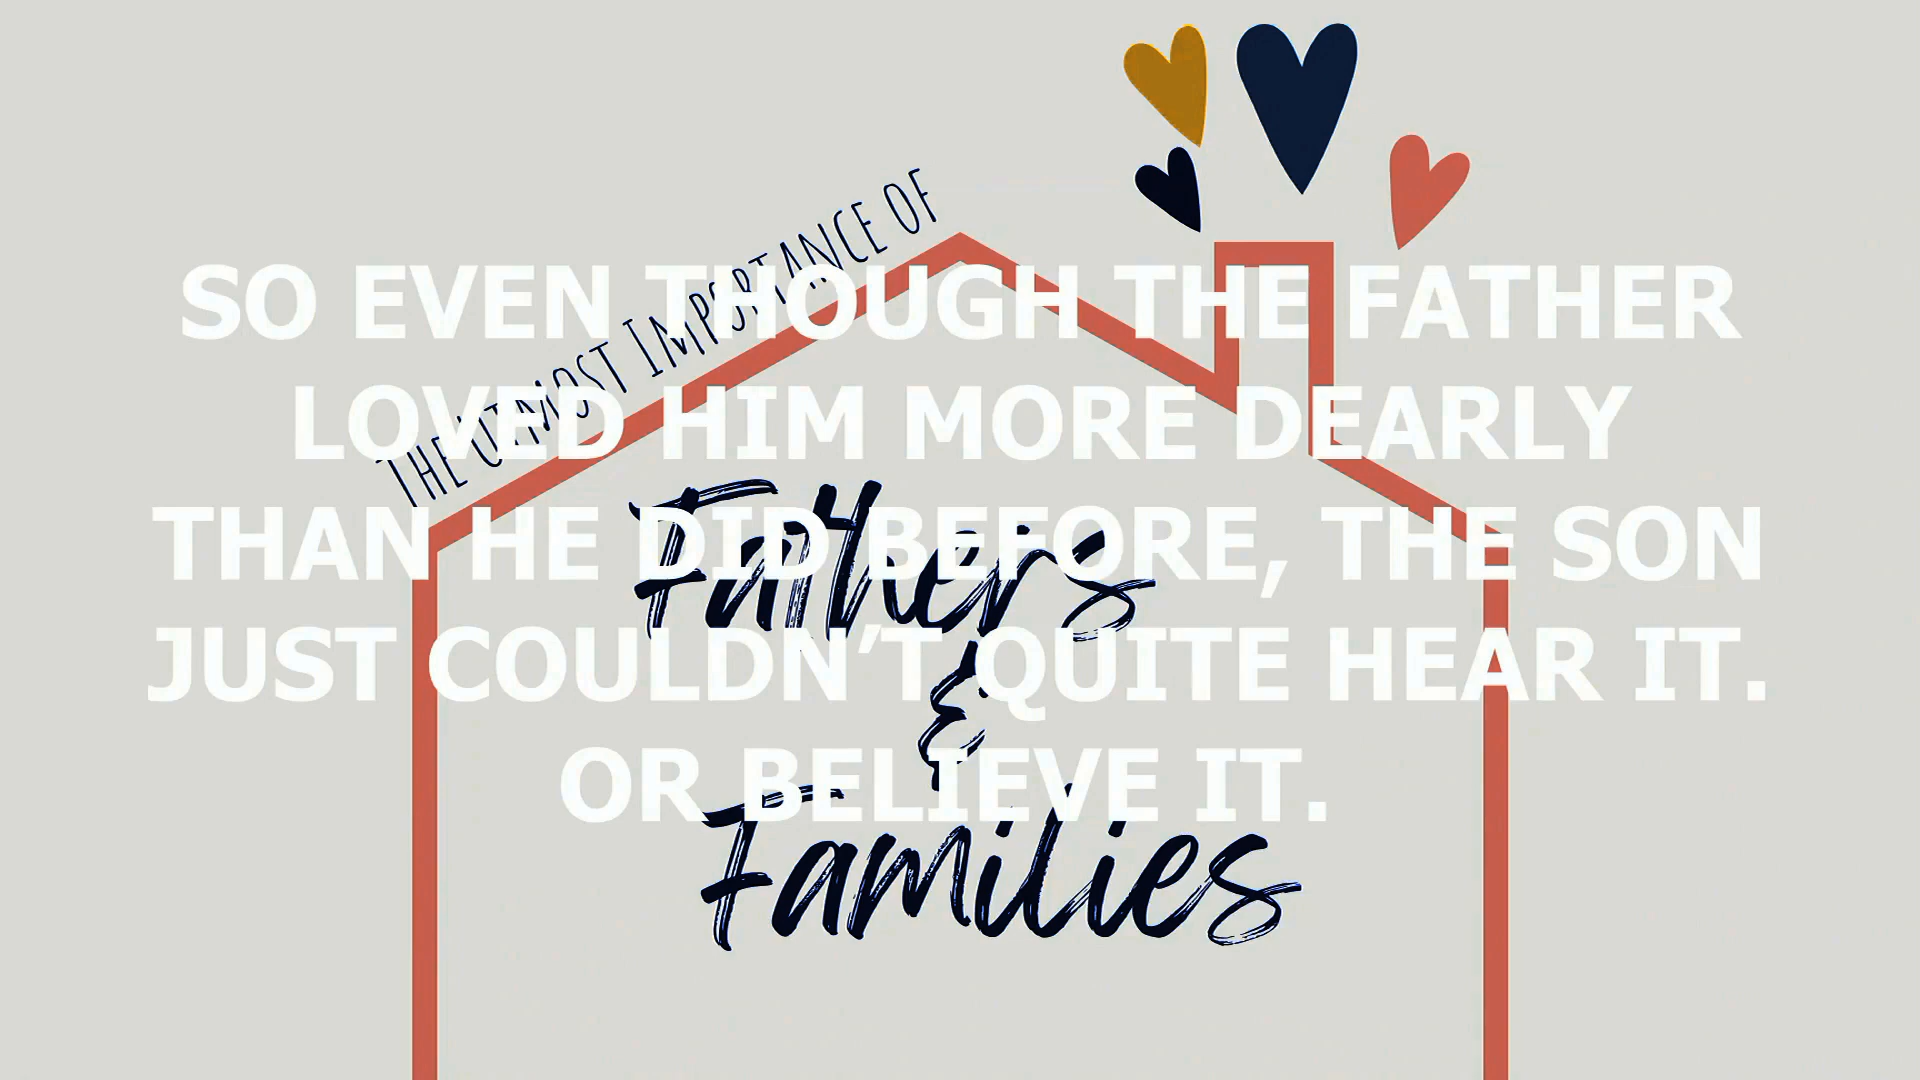 THE UTMOST IMPORTANCE OF
SO EVEN THOUGH THE FATHER
LOVED HIM MORE DEARLY
THAN HE DID BEFORE, THE SON
JUST COULDN’T QUITE HEAR IT.
OR BELIEVE IT.
Fathers
&
Families